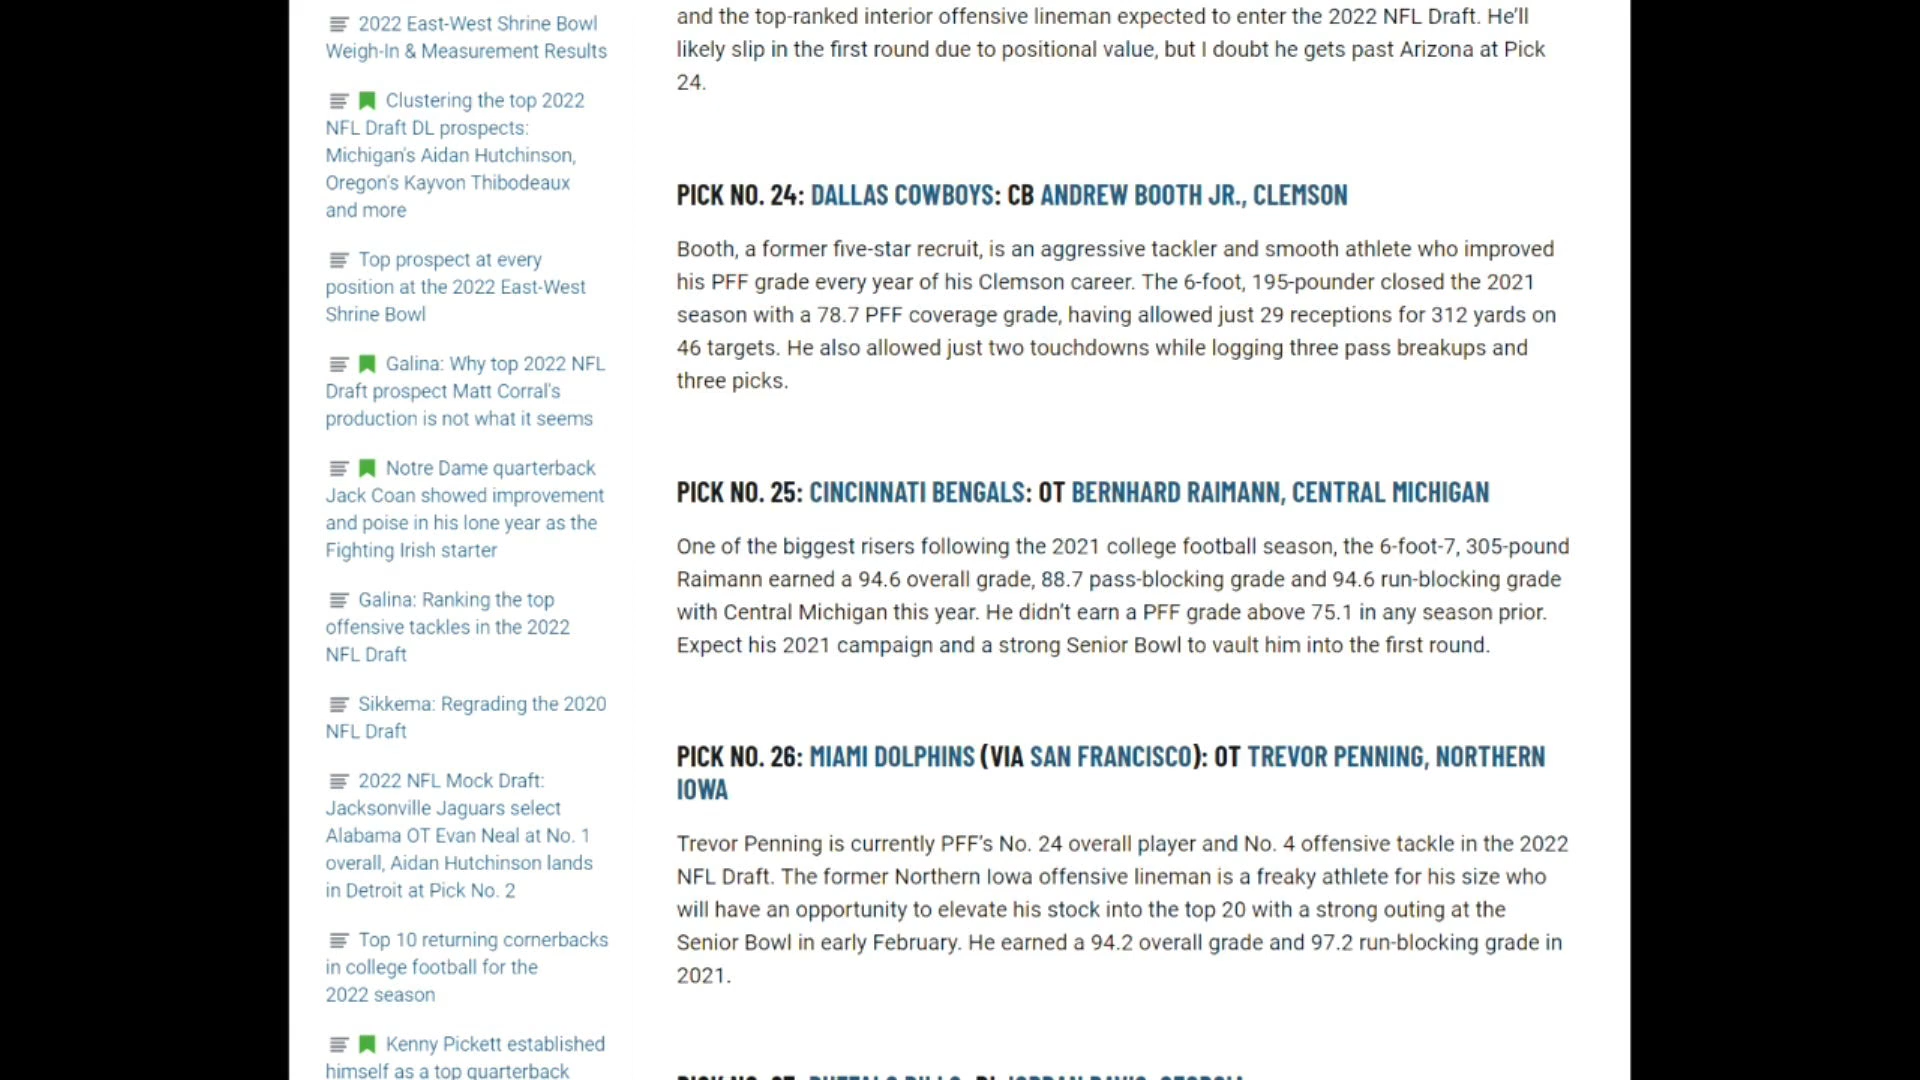 2022 East-West Shrine Bowl
Weigh-In & Measurement Results
Clustering the top 2022
NFL Draft DL prospects:
Michigan's Aidan Hutchinson,
Oregon's Kayvon Thibodeaux
and more
Top prospect at every
position at the 2022 East-West
Shrine Bowl
Galina: Why top 2022 NFL
Draft prospect Matt Corral's
production is not what it seems
Notre Dame quarterback
Jack Coan showed improvement
and poise in his lone year as the
Fighting Irish starter
Galina: Ranking the top
offensive tackles in the 2022
NFL Draft
Sikkema: Regrading the 2020
NFL Draft
2022 NFL Mock Draft:
Jacksonville Jaguars select
Alabama OT Evan Neal at No. 1
overall, Aidan Hutchinson lands
in Detroit at Pick No. 2
Top 10 returning cornerbacks
in college football for the
2022 season
Kenny Pickett established
himself as a top quarterback
and the top-ranked interior offensive lineman expected to enter the 2022 NFL Draft. He'll
likely slip in the first round due to positional value, but I doubt he gets past Arizona at Pick
24.
PICK NO. 24: DALLAS COWBOYS: CB ANDREW BOOTH JR., CLEMSON
Booth, a former five-star recruit, is an aggressive tackler and smooth athlete who improved
his PFF grade every year of his Clemson career. The 6-foot, 195-pounder closed the 2021
season with a 78.7 PFF coverage grade, having allowed just 29 receptions for 312 yards on
46 targets. He also allowed just two touchdowns while logging three pass breakups and
three picks.
PICK NO. 25: CINCINNATI BENGALS: OT BERNHARD RAIMANN, CENTRAL MICHIGAN
One of the biggest risers following the 2021 college football season, the 6-foot-7, 305-pound
Raimann earned a 94.6 overall grade, 88.7 pass-blocking grade and 94.6 run-blocking grade
with Central Michigan this year. He didn't earn a PFF grade above 75.1 in any season prior.
Expect his 2021 campaign and a strong Senior Bowl to vault him into the first round.
PICK NO. 26: MIAMI DOLPHINS (VIA SAN FRANCISCO): OT TREVOR PENNING, NORTHERN
IOWA
Trevor Penning is currently PFF's No. 24 overall player and No. 4 offensive tackle in the 2022
NFL Draft. The former Northern Iowa offensive lineman is a freaky athlete for his size who
will have an opportunity to elevate his stock into the top 20 with a strong outing at the
Senior Bowl in early February. He earned a 94.2 overall grade and 97.2 run-blocking grade in
2021.